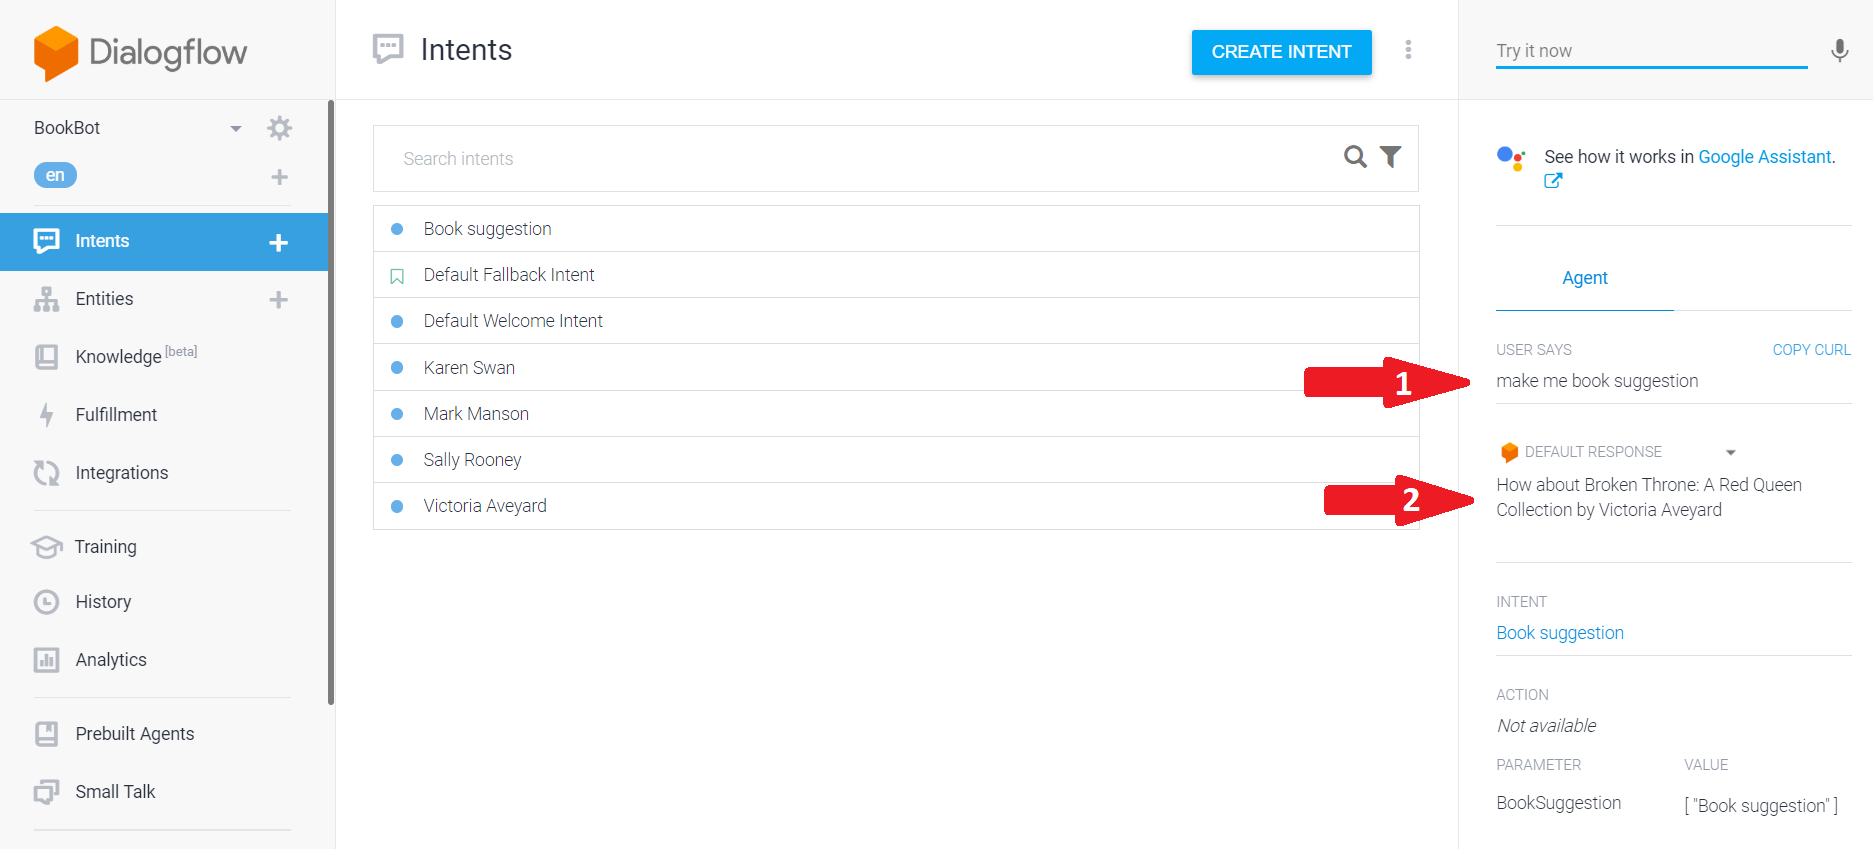 Dialogflow
BookBot
en
Intents
Entities
Knowledge [beta]
Fulfillment
Integrations
Training
History
Analytics
Prebuilt Agents
Small Talk
Intents
CREATE INTENT
Search intents
Book suggestion
Default Fallback Intent
Default Welcome Intent
Karen Swan
Mark Manson
Sally Rooney
Victoria Aveyard
Try it now
See how it works in Google Assistant.
Agent
USER SAYS COPY CURL
1
make me book suggestion
DEFAULT RESPONSE
2
How about Broken Throne: A Red Queen
Collection by Victoria Aveyard
INTENT
Book suggestion
ACTION
Not available
PARAMETER VALUE
BookSuggestion [ "Book suggestion" ]